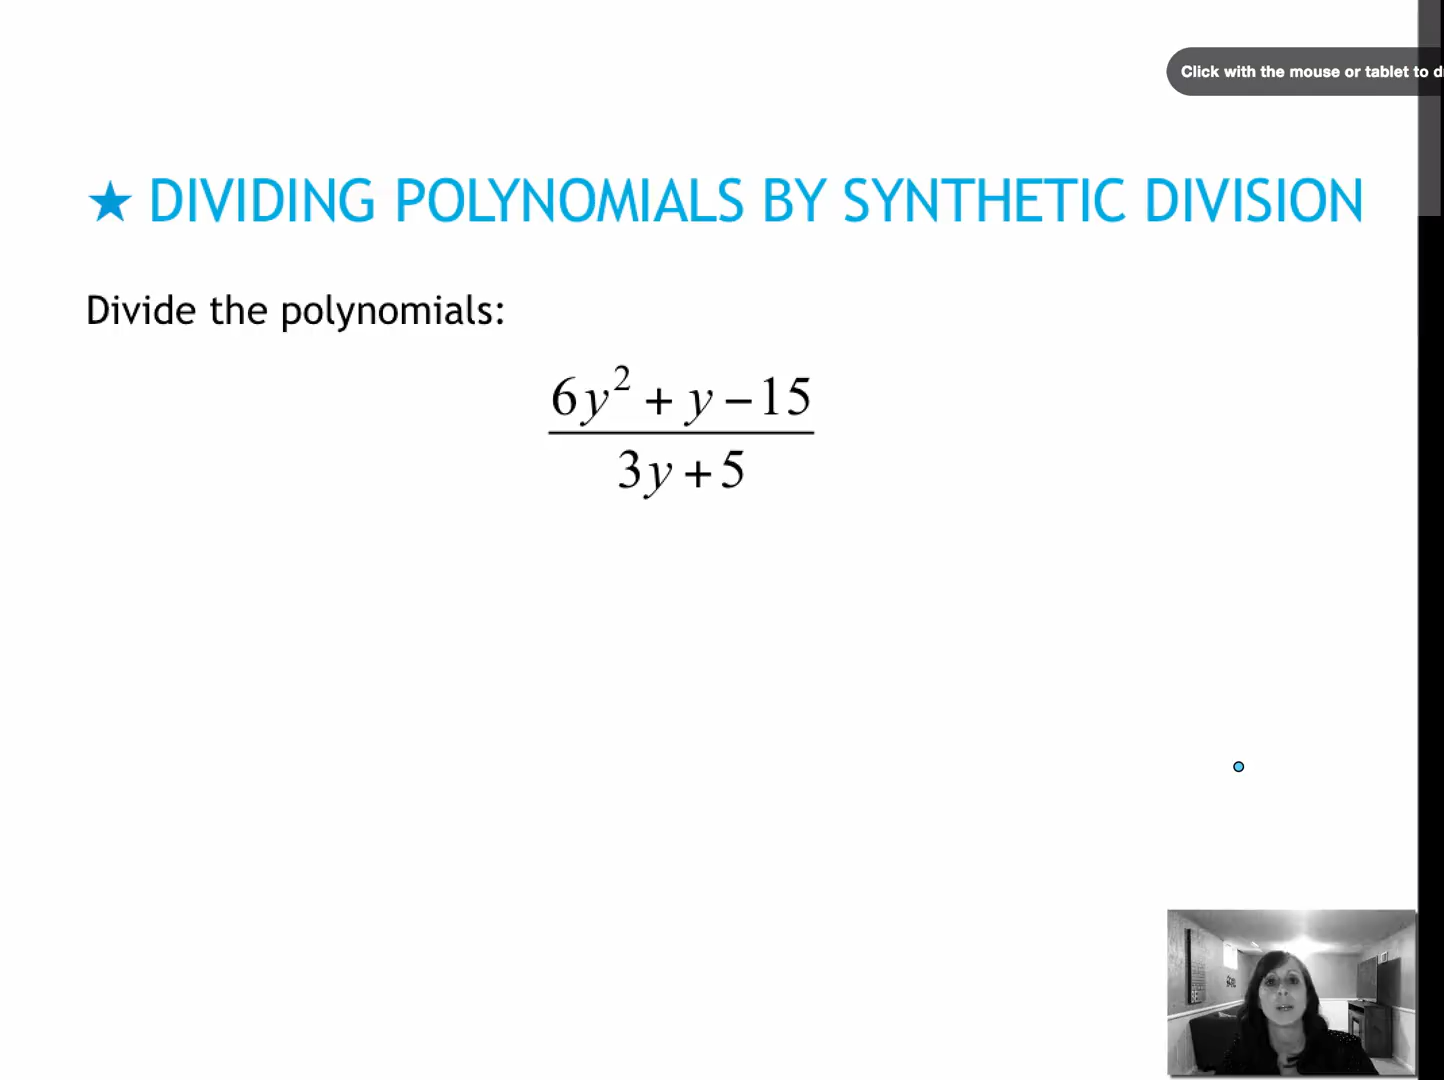 Click with the mouse or tablet to d
★ DIVIDING POLYNOMIALS BY SYNTHETIC DIVISION
Divide the polynomials:
6y² + y − 15
3y + 5